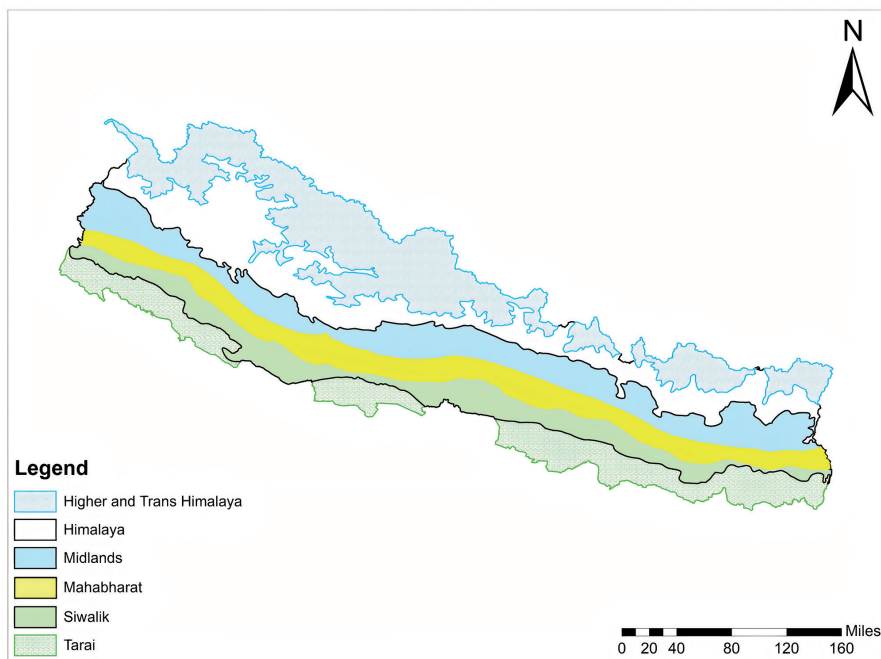 N
Legend
Higher and Trans Himalaya
Himalaya
Midlands
Mahabharat
Siwalik
Tarai
Miles
0 20 40 80 120 160